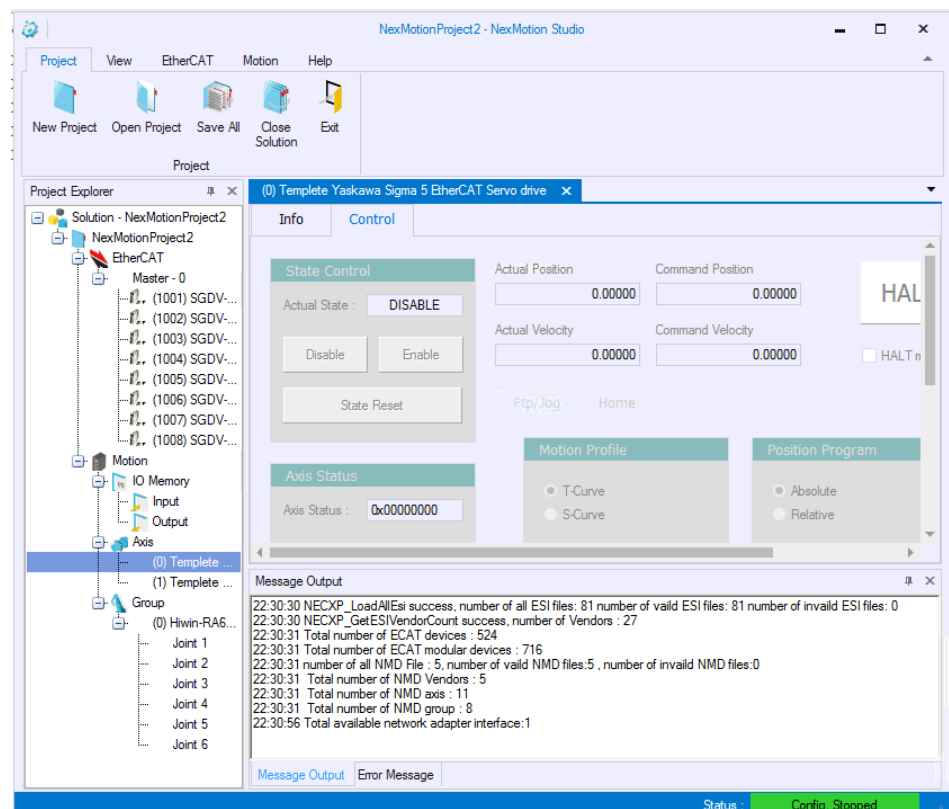 NexMotionProject2 - NexMotion Studio
Project View EtherCAT Motion Help
New Project Open Project Save All Close Solution Exit
Project
Project Explorer
Solution - NexMotionProject2
NexMotionProject2
EtherCAT
Master - 0
(1001) SGDV-...
(1002) SGDV-...
(1003) SGDV-...
(1004) SGDV-...
(1005) SGDV-...
(1006) SGDV-...
(1007) SGDV-...
(1008) SGDV-...
Motion
IO Memory
Input
Output
Axis
(0) Templete ...
(1) Templete ...
Group
(0) Hiwin-RA6...
Joint 1
Joint 2
Joint 3
Joint 4
Joint 5
Joint 6
(0) Templete Yaskawa Sigma 5 EtherCAT Servo drive
Info Control
State Control
Actual State : DISABLE
Disable Enable
State Reset
Axis Status
Axis Status : 0x00000000
Actual Position Command Position
0.00000 0.00000
Actual Velocity Command Velocity
0.00000 0.00000
HAL
HALT n
Ptp/Jog Home
Motion Profile
T-Curve
S-Curve
Position Program
Absolute
Relative
Message Output
22:30:30 NECXP_LoadAllEsi success, number of all ESI files: 81 number of vaild ESI files: 81 number of invaild ESI files: 0
22:30:30 NECXP_GetESIVendorCount success, number of Vendors : 27
22:30:31 Total number of ECAT devices : 524
22:30:31 Total number of ECAT modular devices : 716
22:30:31 number of all NMD File : 5, number of vaild NMD files:5 , number of invaild NMD files:0
22:30:31 Total number of NMD Vendors : 5
22:30:31 Total number of NMD axis : 11
22:30:31 Total number of NMD group : 8
22:30:56 Total available network adapter interface:1
Message Output Error Message
Status : Config. Stopped